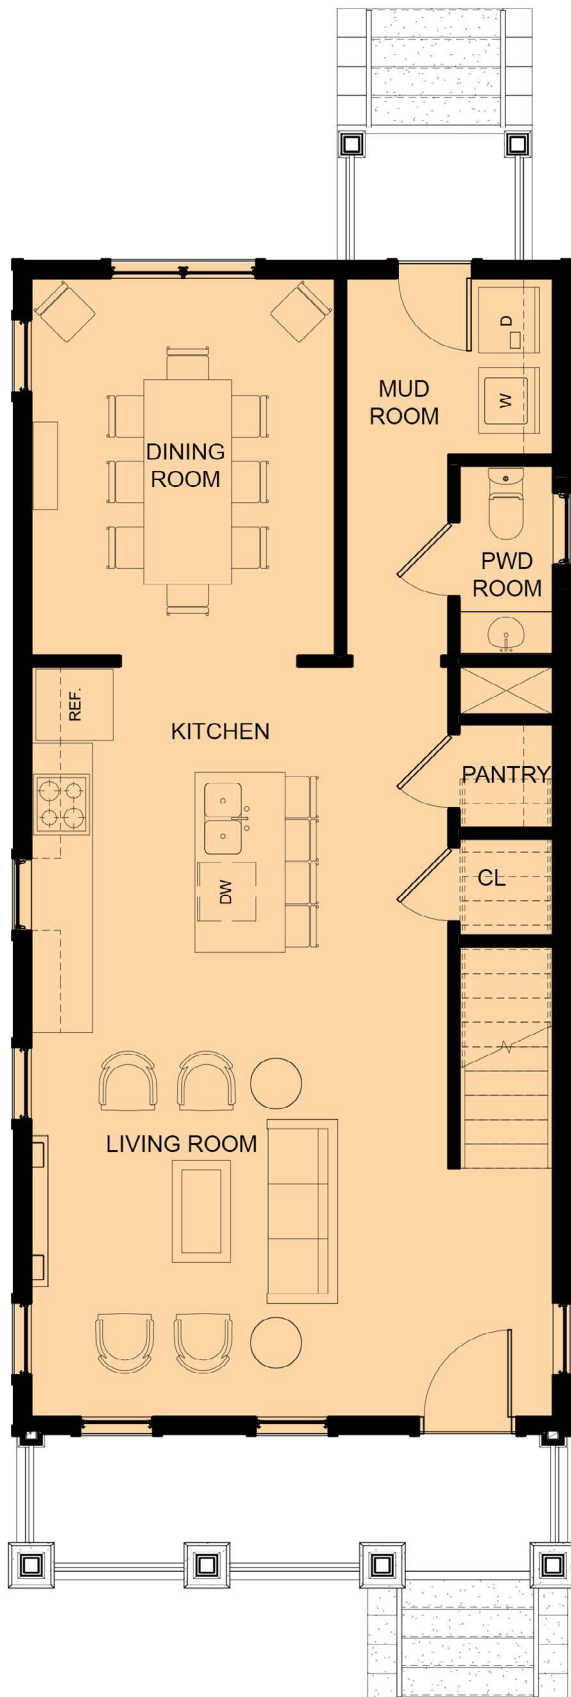 D
W
MUD
ROOM
DINING
ROOM
PWD
ROOM
REF.
KITCHEN
PANTRY
DW
CL
LIVING ROOM